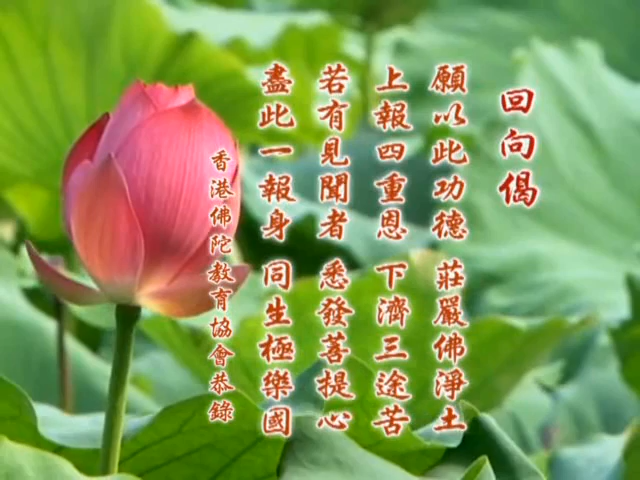 回向偈
願以此功德 莊嚴佛淨土
上報四重恩 下濟三途苦
若有見聞者 悉發菩提心
盡此一報身 同生極樂國
香港佛陀教育協會恭錄